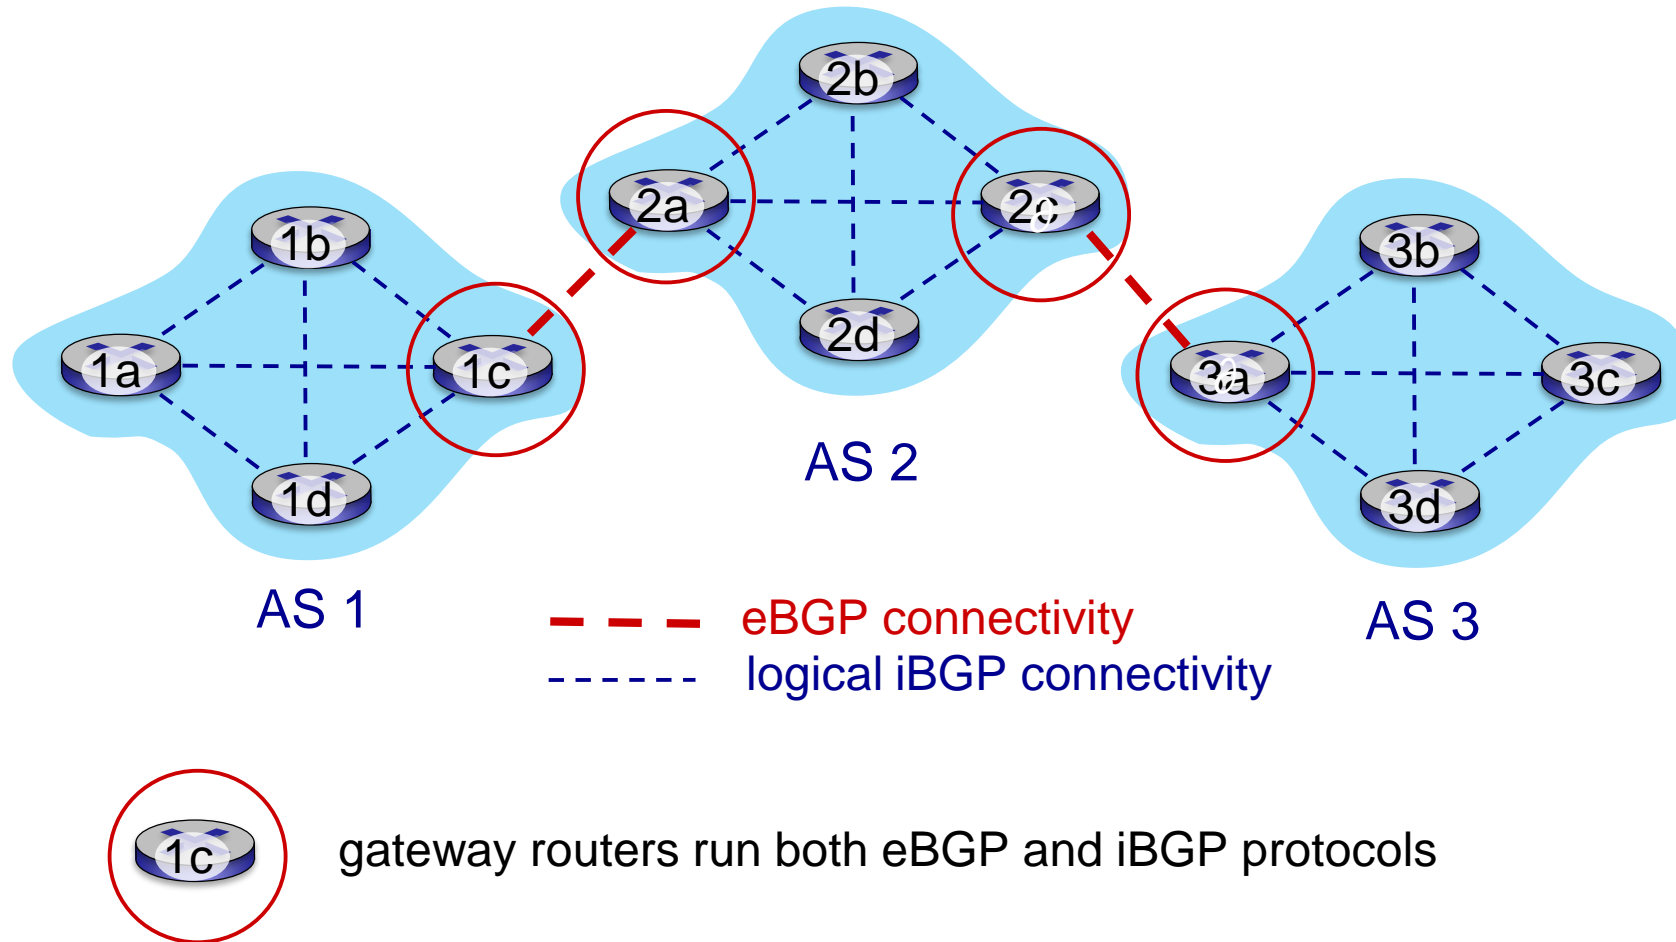 2b
2a
2c
1b
3b
2d
1a
1c
3a
3c
AS 2
1d
3d
AS 1
eBGP connectivity
AS 3
logical iBGP connectivity
1c
gateway routers run both eBGP and iBGP protocols